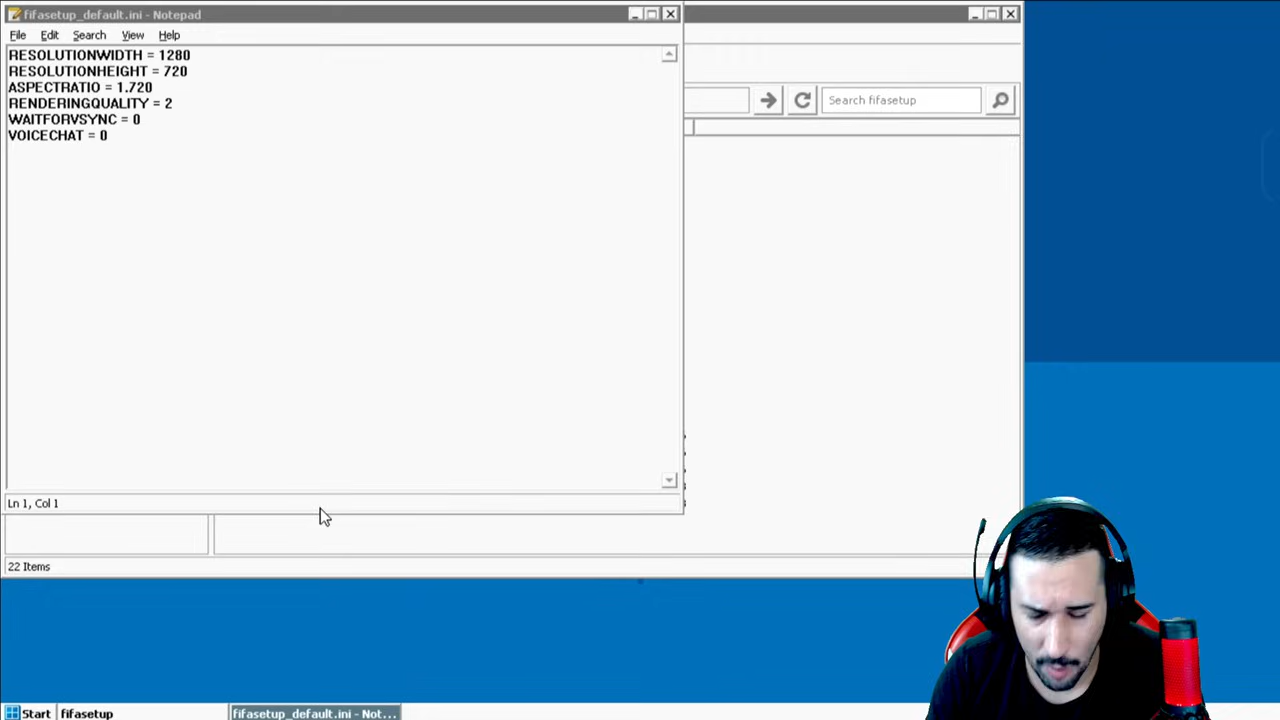 fifasetup_default.ini - Notepad
File Edit Search View Help
RESOLUTIONWIDTH = 1280
RESOLUTIONHEIGHT = 720
ASPECTRATIO = 1.720
RENDERINGQUALITY = 2
WAITFORVSYNC = 0
VOICECHAT = 0
Search fifasetup
Ln 1, Col 1
22 Items
Start fifasetup fifasetup_default.ini - Not...